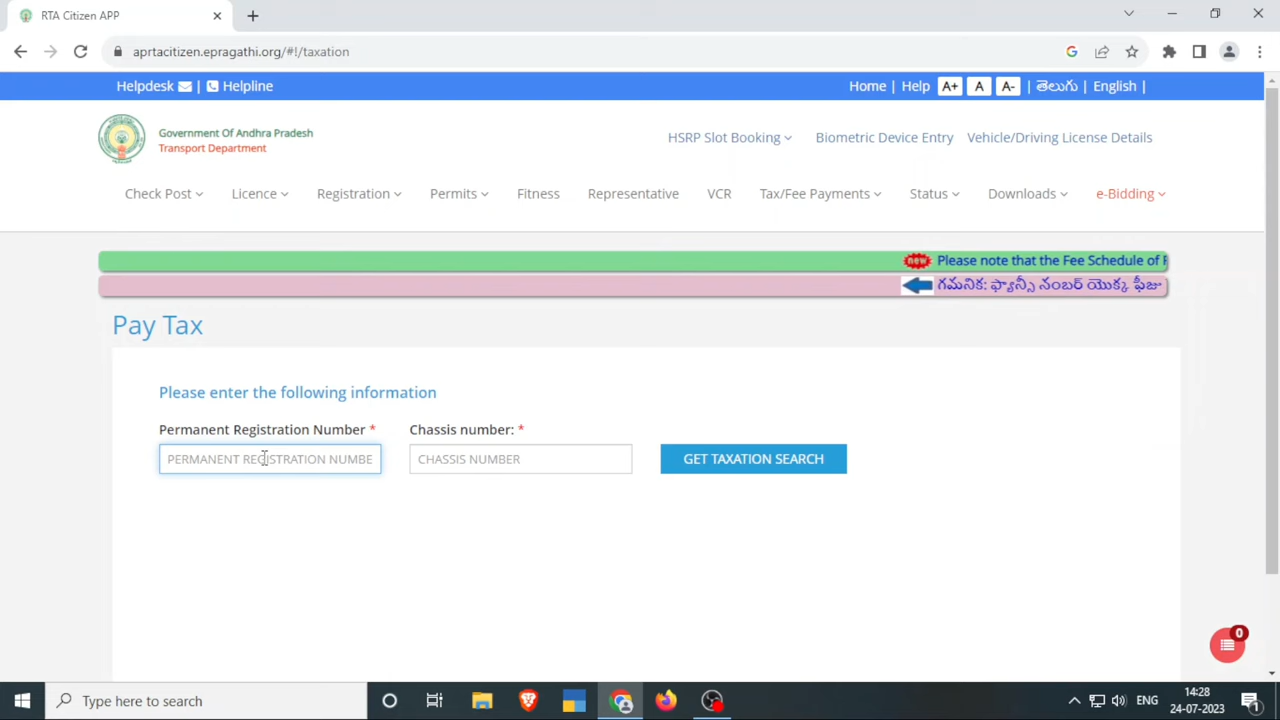 RTA Citizen APP
aprtacitizen.epragathi.org/#!/taxation
Helpdesk | Helpline
Home | Help A+ A A- | తెలుగు | English |
Government Of Andhra Pradesh
Transport Department
HSRP Slot Booking Biometric Device Entry Vehicle/Driving License Details
Check Post Licence Registration Permits Fitness Representative VCR Tax/Fee Payments Status Downloads e-Bidding
new Please note that the Fee Schedule of F
గమనిక: ఫ్యాన్సీ నంబర్ యొక్క ఫీజు
Pay Tax
Please enter the following information
Permanent Registration Number * Chassis number: *
PERMANENT REGISTRATION NUMBE CHASSIS NUMBER GET TAXATION SEARCH
0
Type here to search
ENG
14:28
24-07-2023
1